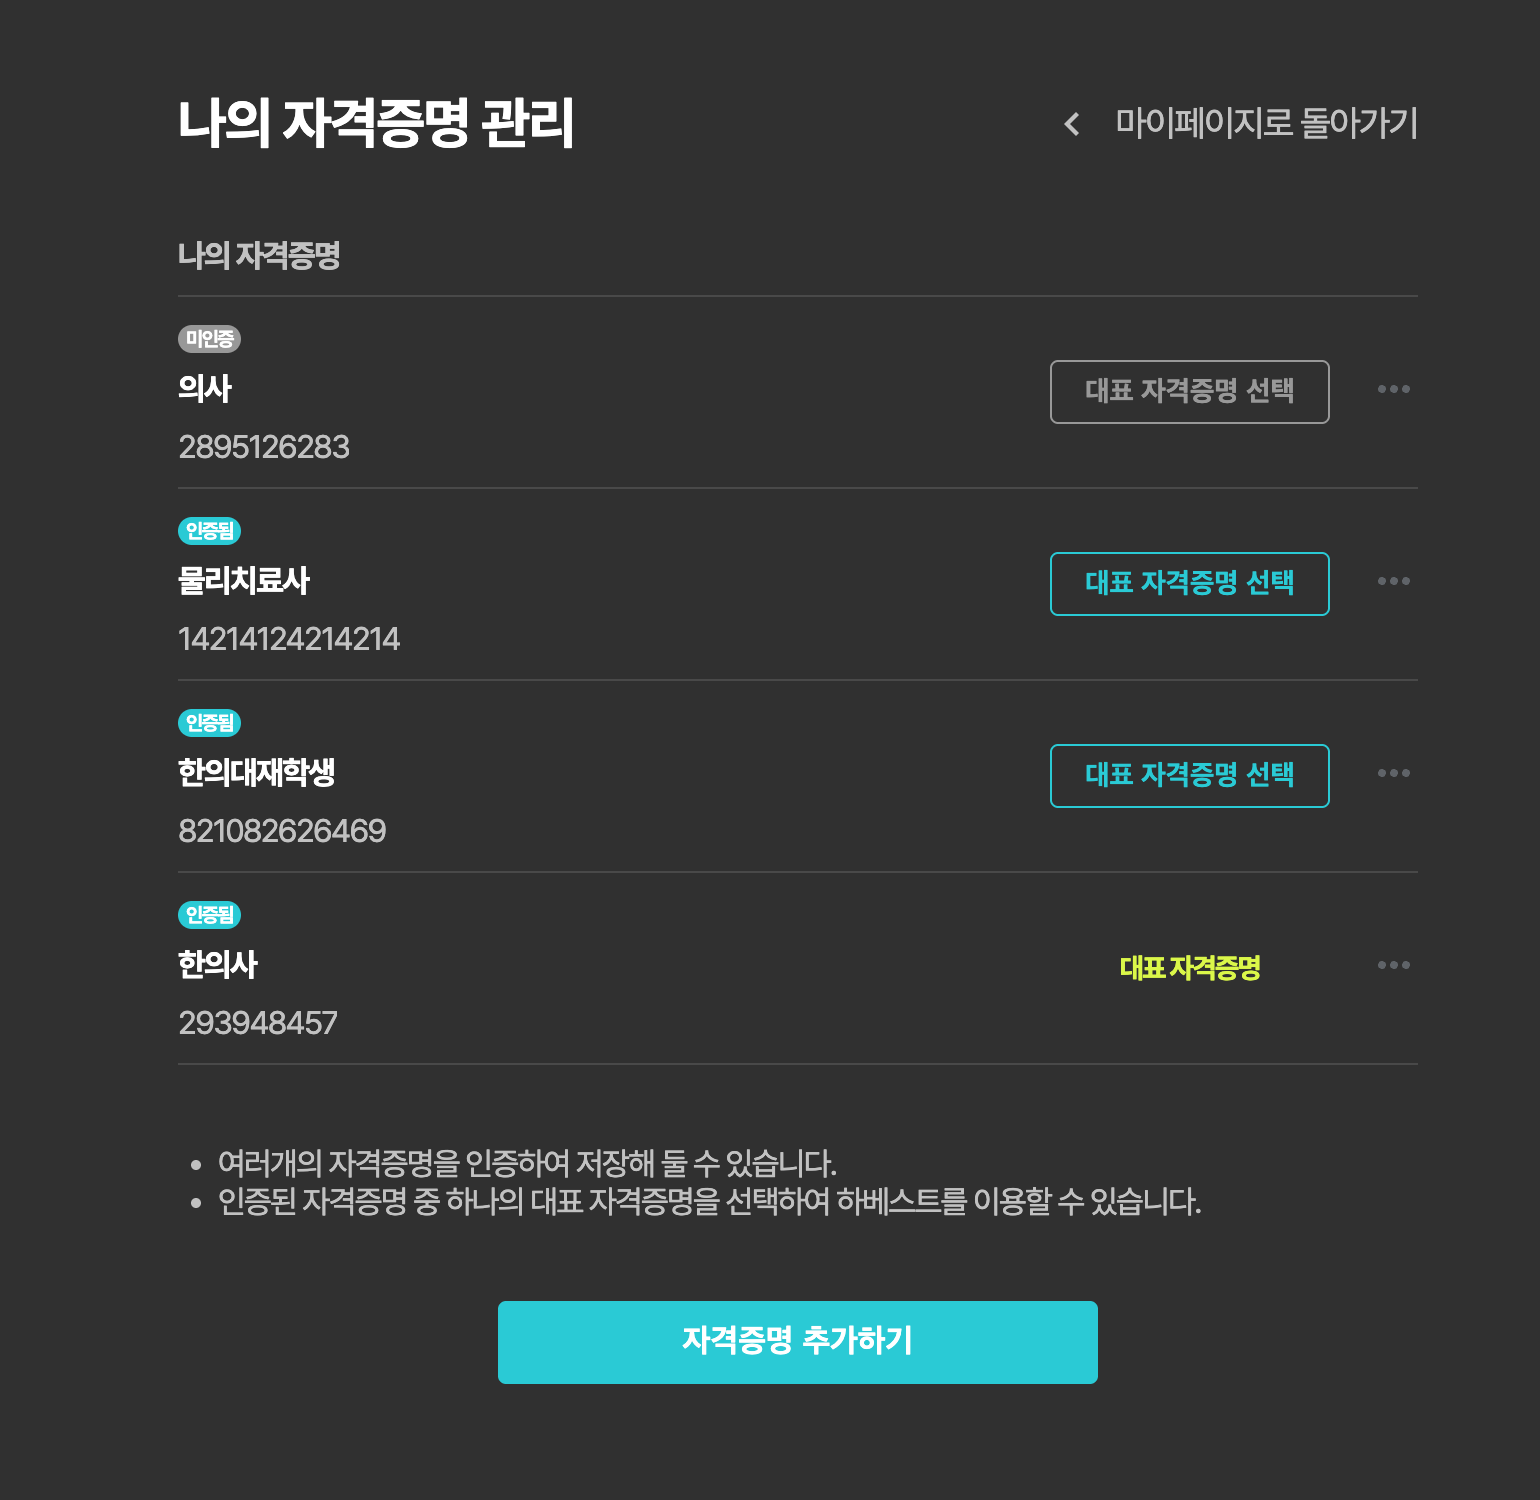 나의 자격증명 관리
마이페이지로 돌아가기
나의 자격증명
미인증
의사
2895126283
대표 자격증명 선택
인증됨
물리치료사
14214124214214
대표 자격증명 선택
인증됨
한의대재학생
821082626469
대표 자격증명 선택
인증됨
한의사
293948457
대표 자격증명
여러개의 자격증명을 인증하여 저장해 둘 수 있습니다.
인증된 자격증명 중 하나의 대표 자격증명을 선택하여 하베스트를 이용할 수 있습니다.
자격증명 추가하기